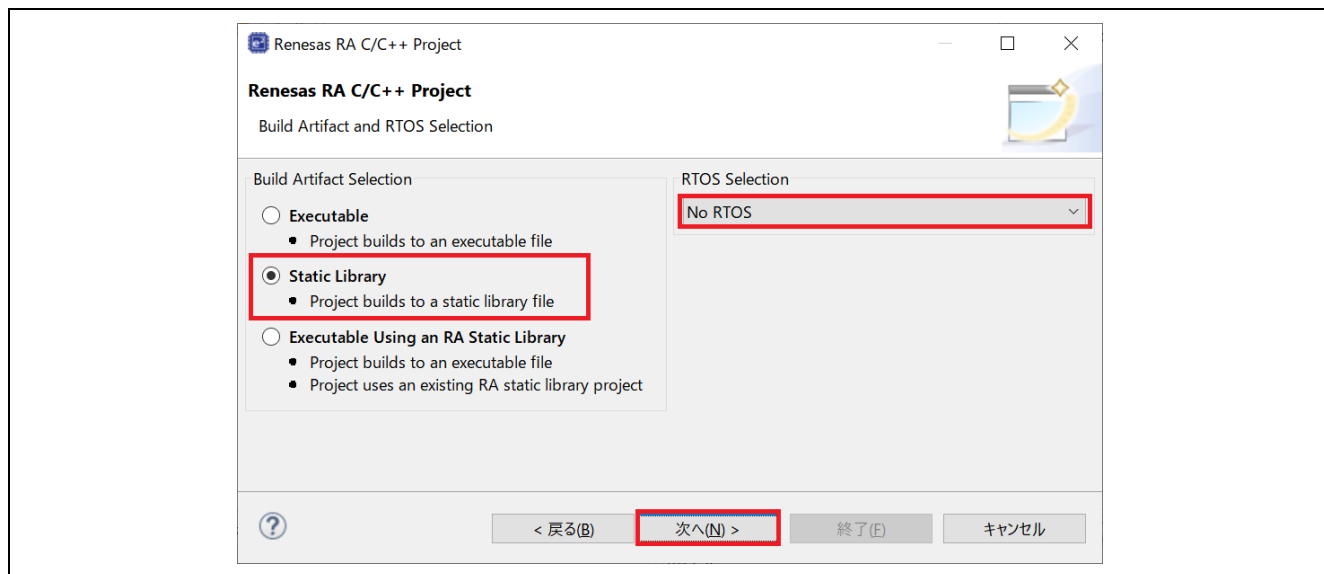 Renesas RA C/C++ Project
Renesas RA C/C++ Project
Build Artifact and RTOS Selection
Build Artifact Selection
Executable
• Project builds to an executable file
Static Library
• Project builds to a static library file
Executable Using an RA Static Library
• Project builds to an executable file
• Project uses an existing RA static library project
RTOS Selection
No RTOS
< 戻る(B)
次へ(N) >
終了(F)
キャンセル